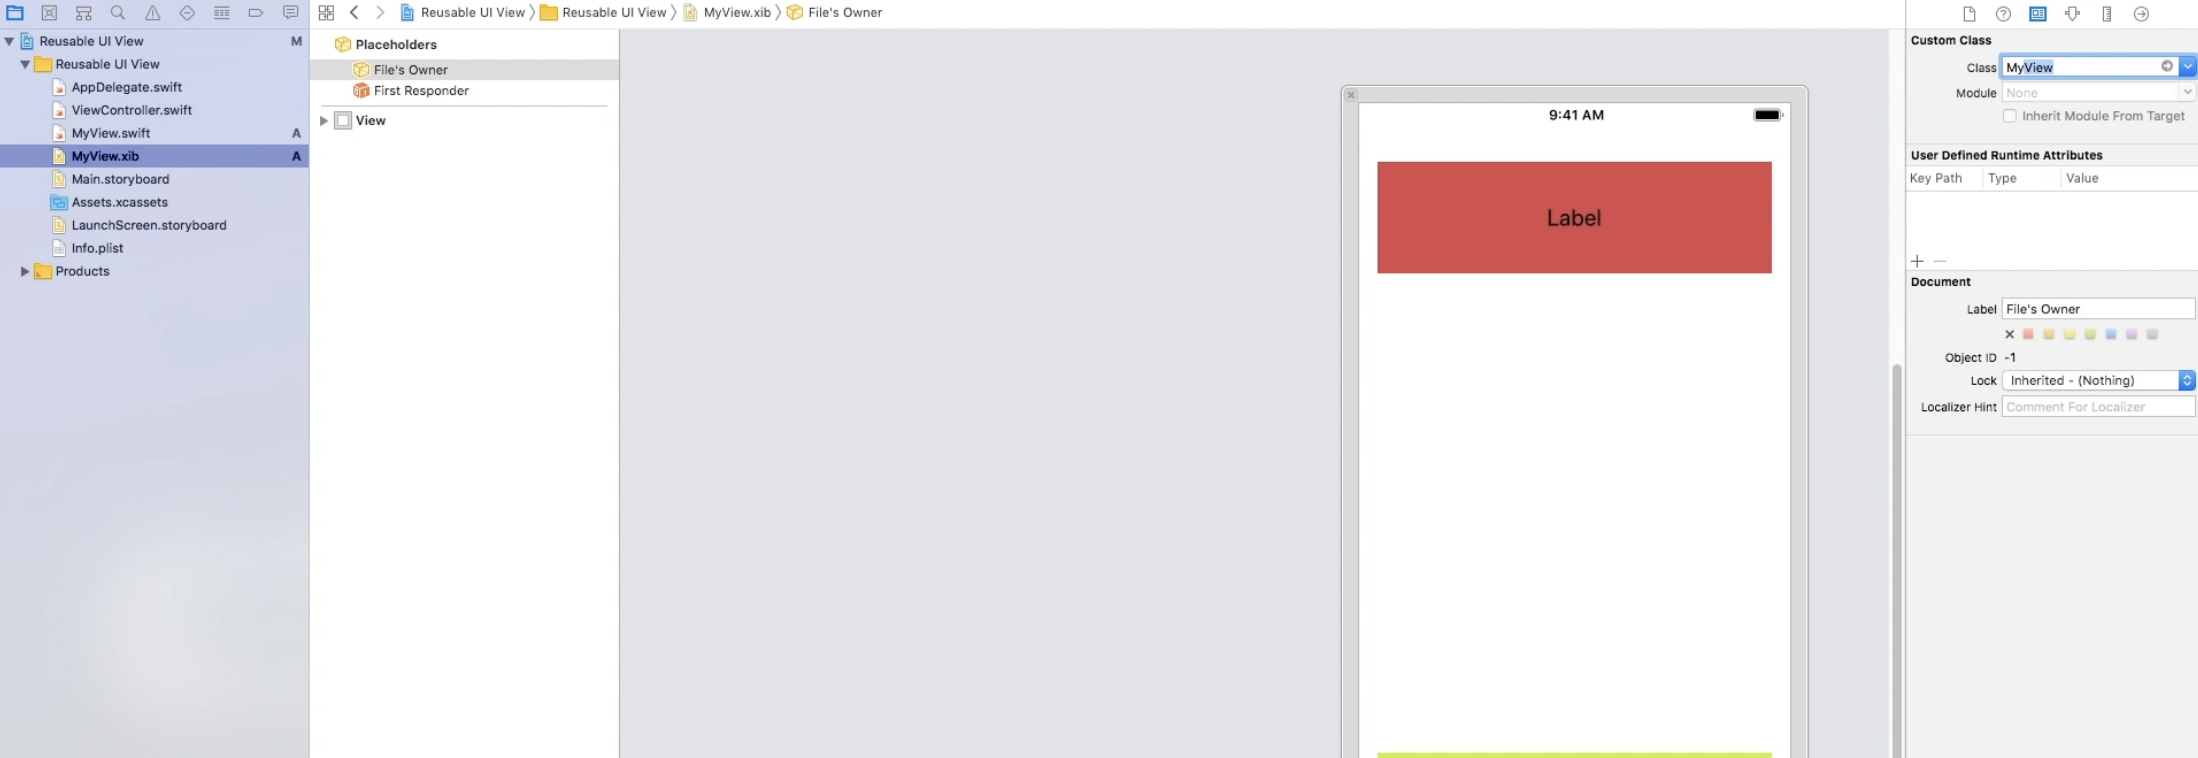 Reusable UI View M
Reusable UI View
AppDelegate.swift
ViewController.swift
MyView.swift A
MyView.xib A
Main.storyboard
Assets.xcassets
LaunchScreen.storyboard
Info.plist
Products
Reusable UI View Reusable UI View MyView.xib File's Owner
Placeholders
File's Owner
First Responder
View
9:41 AM
Label
Custom Class
Class MyView
Module None
Inherit Module From Target
User Defined Runtime Attributes
Key Path Type Value
Document
Label File's Owner
Object ID -1
Lock Inherited - (Nothing)
Localizer Hint Comment For Localizer